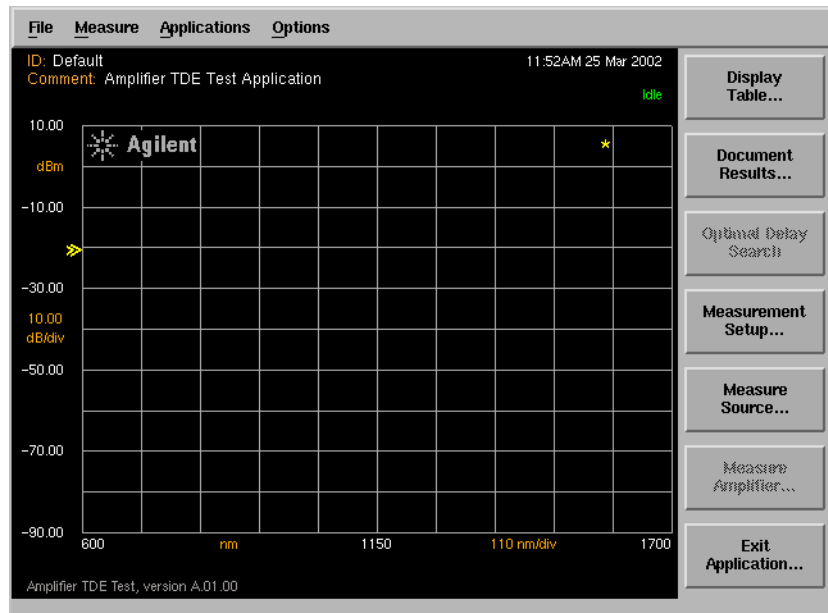 File Measure Applications Options
ID: Default
11:52AM 25 Mar 2002
Comment: Amplifier TDE Test Application
Idle
10.00
Agilent
dBm
-10.00
-30.00
10.00
dB/div
-50.00
-70.00
-90.00
600 nm 1150 110 nm/div 1700
Amplifier TDE Test, version A.01.00
Display
Table...
Document
Results...
Optimal Delay
Search
Measurement
Setup...
Measure
Source...
Measure
Amplifier...
Exit
Application...